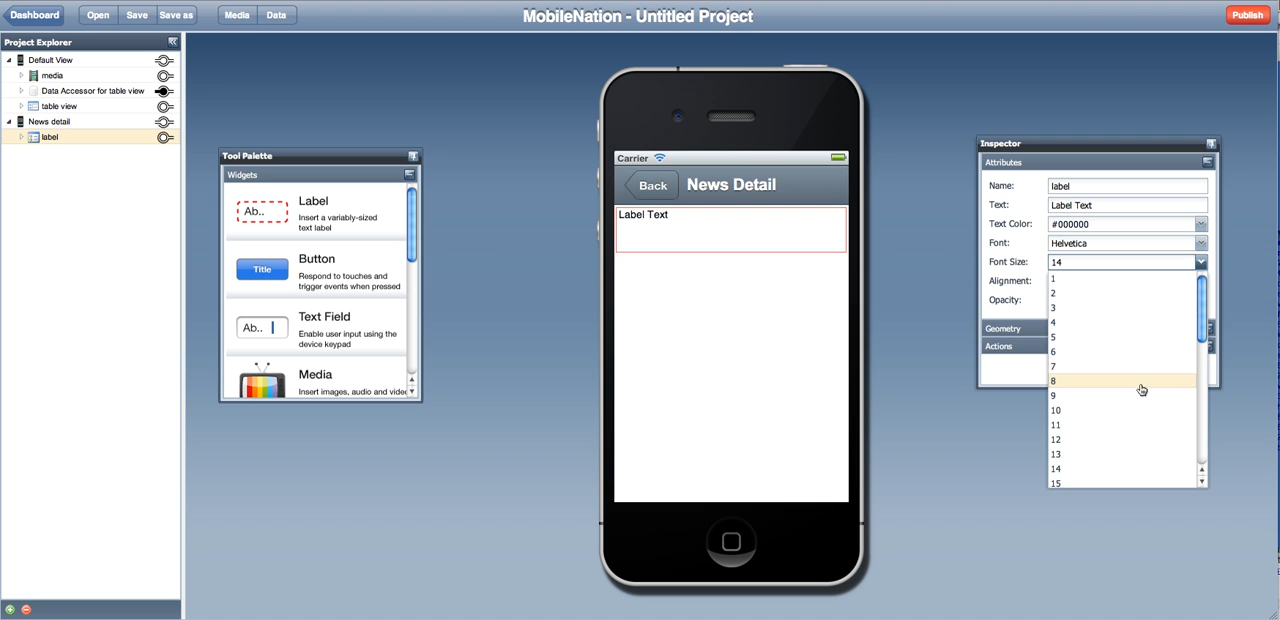 Dashboard
Open
Save
Save as
Media
Data
MobileNation - Untitled Project
Publish
Project Explorer
Default View
media
Data Accessor for table view
table view
News detail
label
Tool Palette
Widgets
Ab..
Label
Insert a variably-sized
text label
Title
Button
Respond to touches and
trigger events when pressed
Ab..
Text Field
Enable user input using the
device keypad
Media
Insert images, audio and video
Carrier
Back
News Detail
Label Text
Inspector
Attributes
Name:
label
Text:
Label Text
Text Color:
#000000
Font:
Helvetica
Font Size:
14
Alignment:
Opacity:
Geometry
Actions
1
2
3
4
5
6
7
8
9
10
11
12
13
14
15